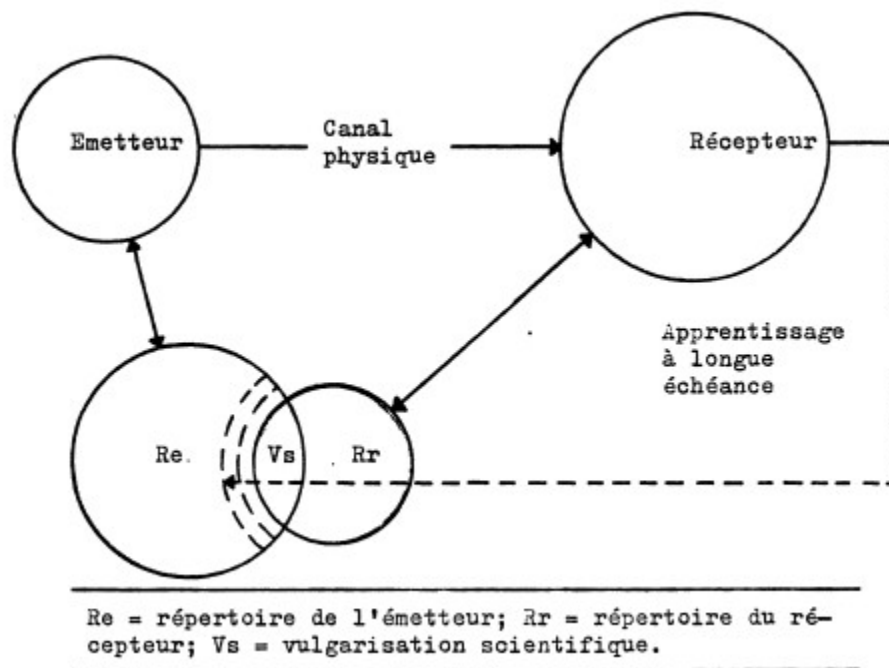 Emetteur
Canal
physique
Récepteur
Apprentissage
à longue
échéance
Re.
Vs
Rr
Re = répertoire de l'émetteur; Rr = répertoire du ré-
cepteur; Vs = vulgarisation scientifique.